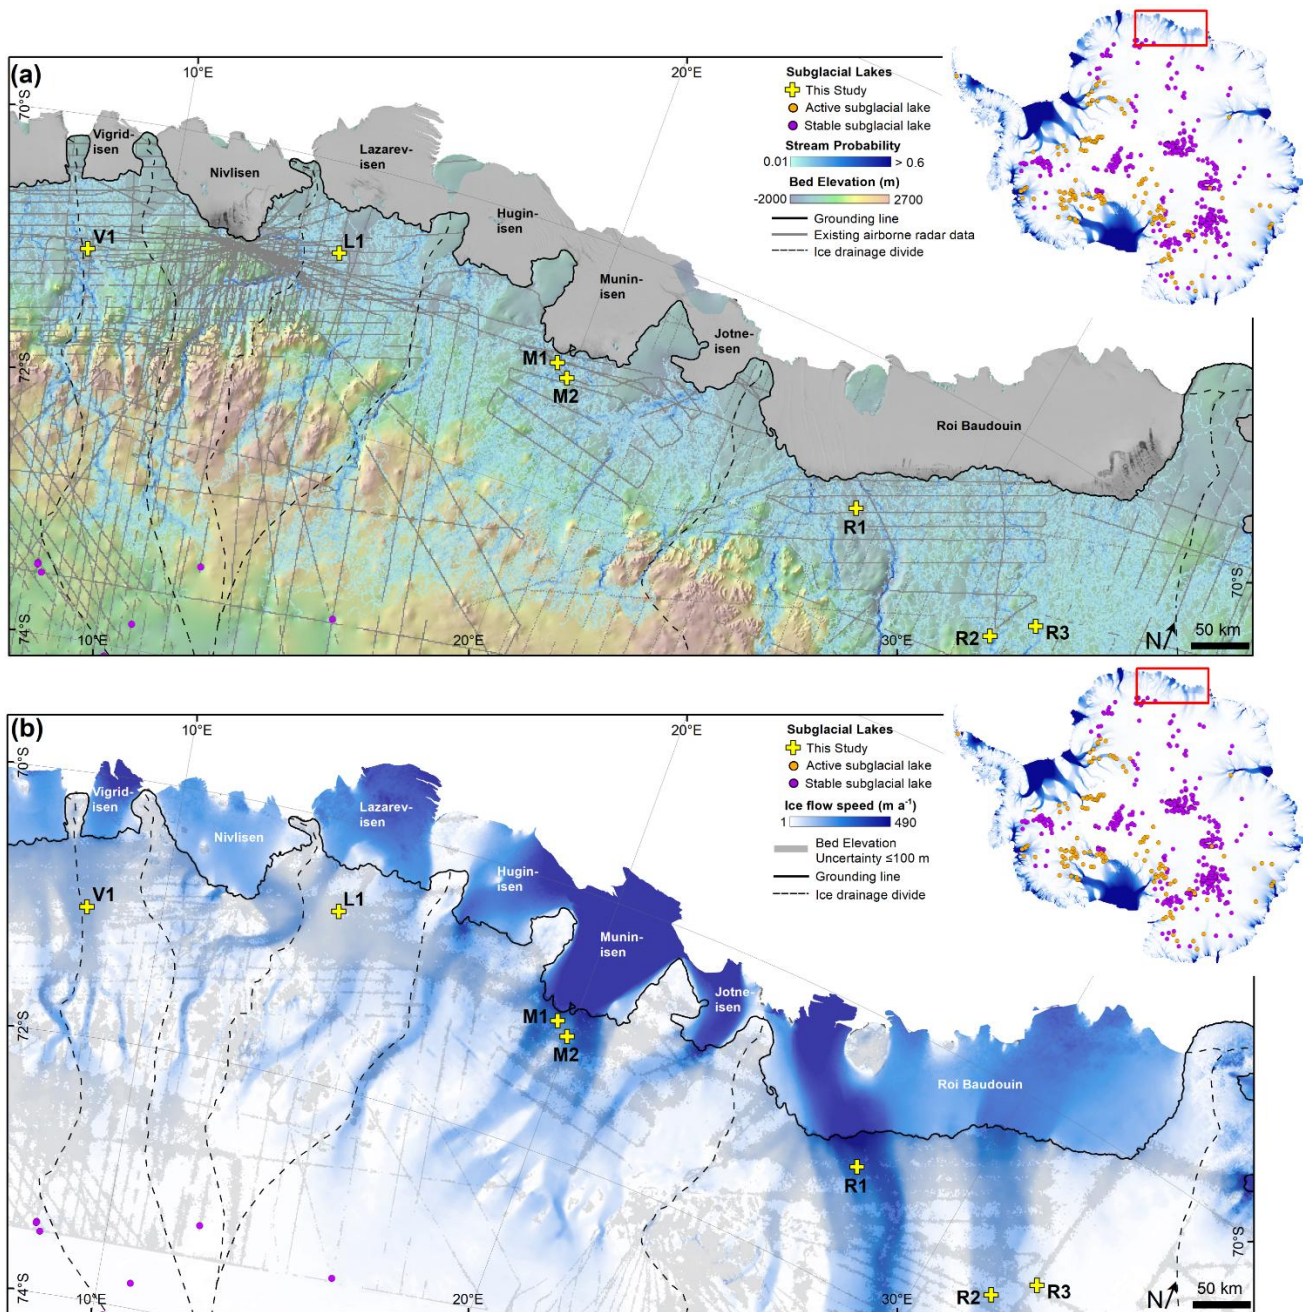 (a)
10°E
20°E
70°S
Vigrid-
isen
Nivlisen
Lazarev-
isen
Hugin-
isen
Munin-
isen
Jotne-
isen
Roi Baudouin
V1
L1
M1
M2
R1
R2
R3
72°S
74°S
10°E
20°E
30°E
70°S
N
50 km
Subglacial Lakes
This Study
Active subglacial lake
Stable subglacial lake
Stream Probability
0.01 > 0.6
Bed Elevation (m)
-2000 2700
Grounding line
Existing airborne radar data
Ice drainage divide
(b)
10°E
20°E
70°S
Vigrid-
isen
Nivlisen
Lazarev-
isen
Hugin-
isen
Munin-
isen
Jotne-
isen
Roi Baudouin
V1
L1
M1
M2
R1
R2
R3
72°S
74°S
10°E
20°E
30°E
70°S
N
50 km
Subglacial Lakes
This Study
Active subglacial lake
Stable subglacial lake
Ice flow speed (m a⁻¹)
1 490
Bed Elevation
Uncertainty ≤100 m
Grounding line
Ice drainage divide